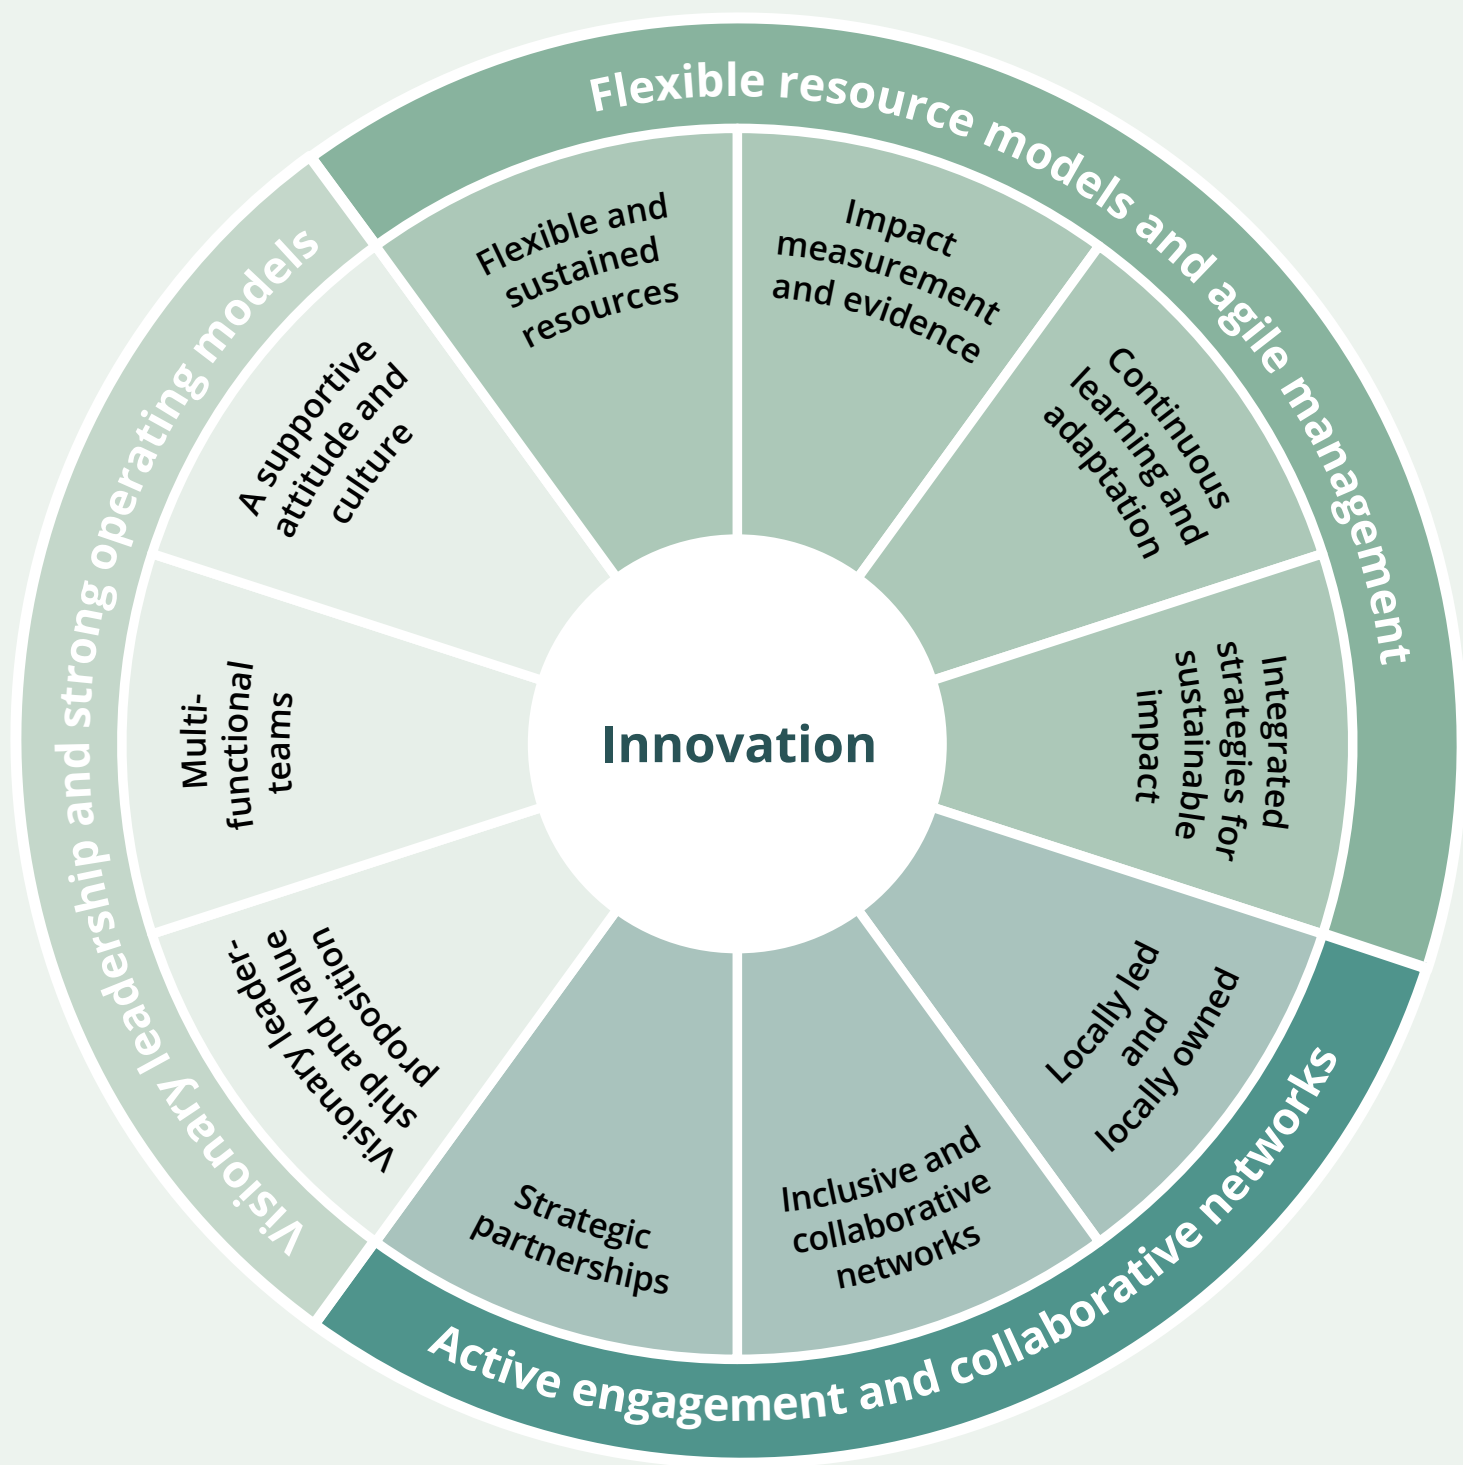 Flexible resource models and agile management
Flexible and
sustained
resources
Impact
measurement
and evidence
Continuous
learning and
adaptation
Integrated
strategies for
sustainable
impact
Active engagement and collaborative networks
Locally led
and
locally owned
Inclusive and
collaborative
networks
Strategic
partnerships
Visionary leadership and strong operating models
Visionary leader-
ship and value
proposition
Multi-
functional
teams
A supportive
attitude and
culture
Innovation